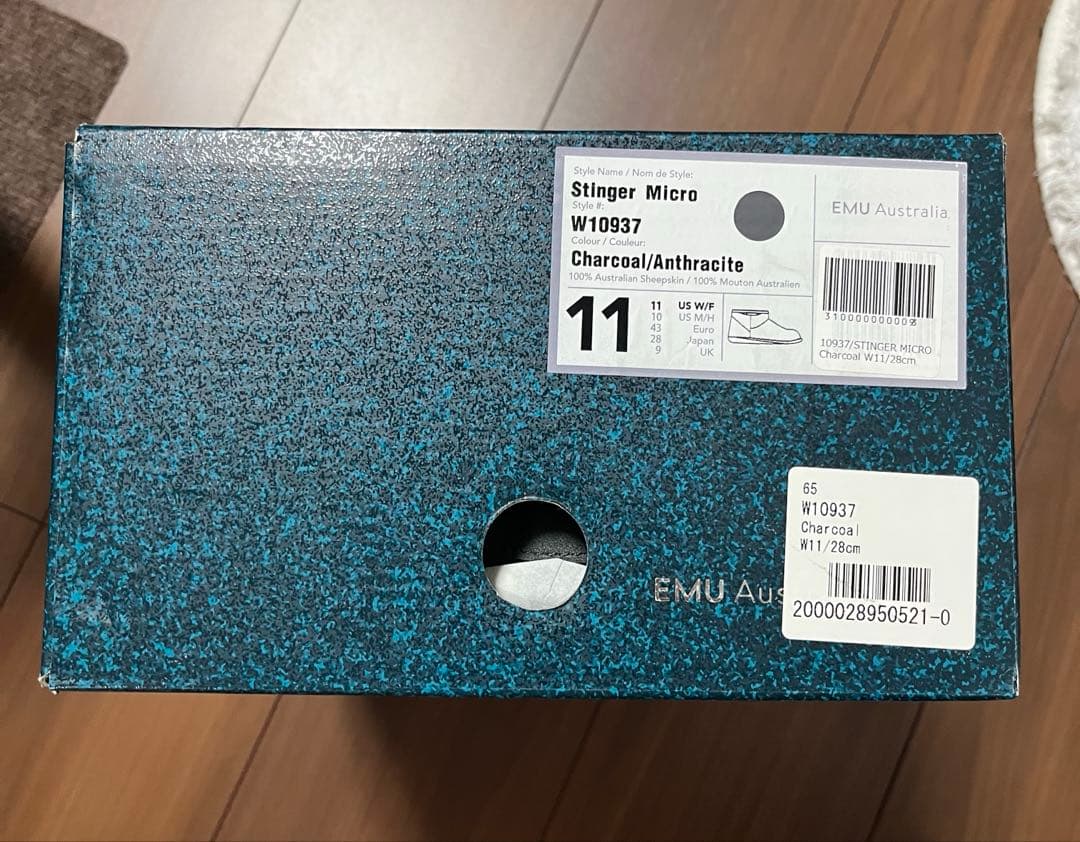 Style Name / Nom de Style:
Stinger Micro
Style #:
W10937
Colour / Couleur:
Charcoal/Anthracite
100% Australian Sheepskin / 100% Mouton Australien
11
11 US W/F
10 US M/H
43 Euro
28 Japan
9 UK
EMU Australia
10937/STINGER MICRO
Charcoal W11/28cm
65
W10937
Charcoal
W11/28cm
2000028950521-0
EMU Aus